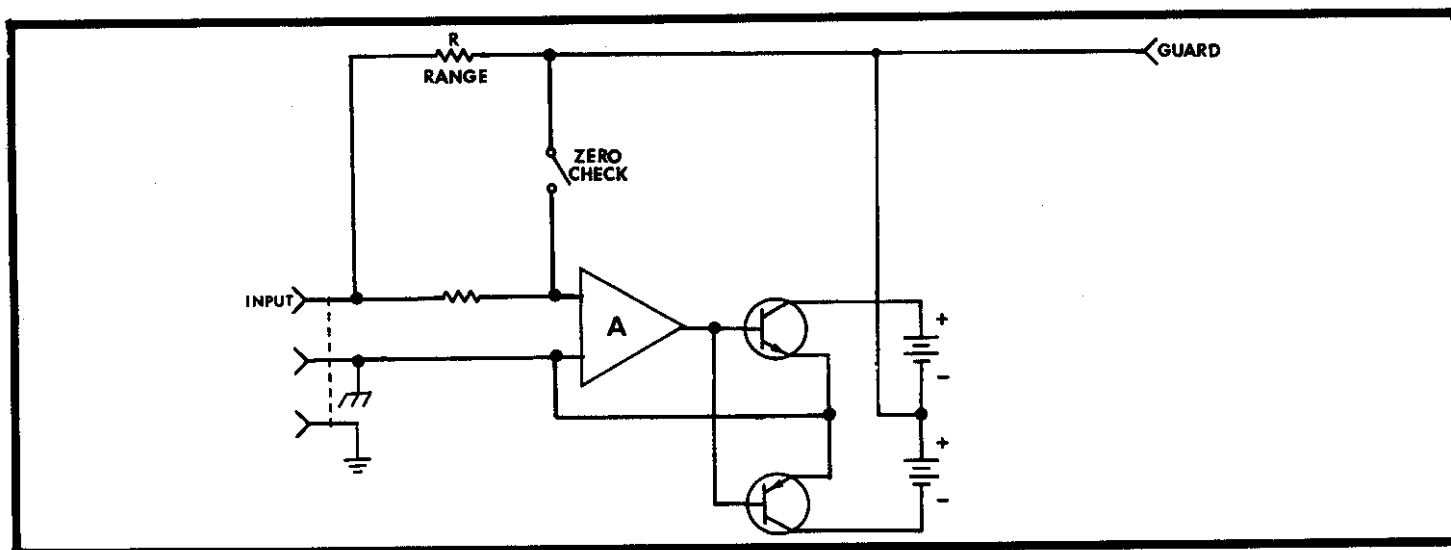 R
RANGE
GUARD
ZERO
CHECK
INPUT
A
+
-
+
-